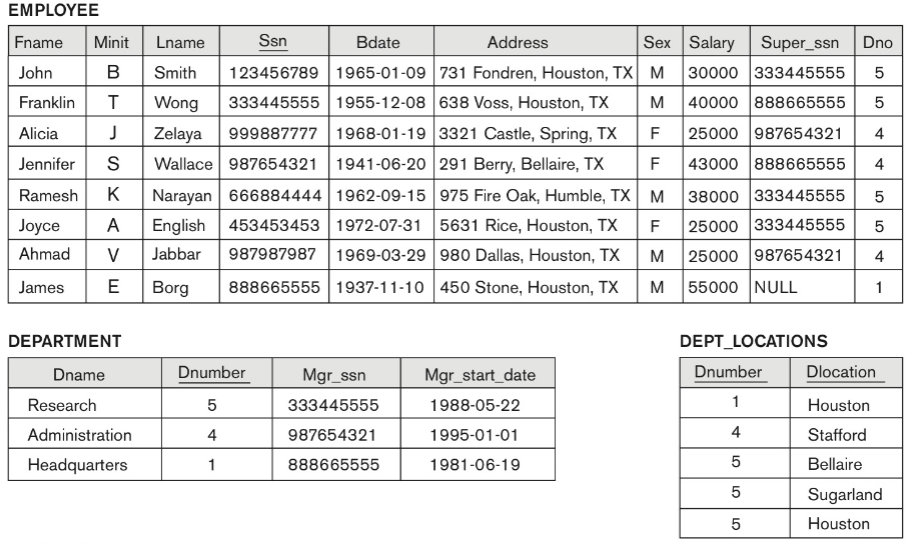 EMPLOYEE
Fname Minit Lname Ssn Bdate Address Sex Salary Super_ssn Dno
John B Smith 123456789 1965-01-09 731 Fondren, Houston, TX M 30000 333445555 5
Franklin T Wong 333445555 1955-12-08 638 Voss, Houston, TX M 40000 888665555 5
Alicia J Zelaya 999887777 1968-01-19 3321 Castle, Spring, TX F 25000 987654321 4
Jennifer S Wallace 987654321 1941-06-20 291 Berry, Bellaire, TX F 43000 888665555 4
Ramesh K Narayan 666884444 1962-09-15 975 Fire Oak, Humble, TX M 38000 333445555 5
Joyce A English 453453453 1972-07-31 5631 Rice, Houston, TX F 25000 333445555 5
Ahmad V Jabbar 987987987 1969-03-29 980 Dallas, Houston, TX M 25000 987654321 4
James E Borg 888665555 1937-11-10 450 Stone, Houston, TX M 55000 NULL 1
DEPARTMENT
Dname Dnumber Mgr_ssn Mgr_start_date
Research 5 333445555 1988-05-22
Administration 4 987654321 1995-01-01
Headquarters 1 888665555 1981-06-19
DEPT_LOCATIONS
Dnumber Dlocation
1 Houston
4 Stafford
5 Bellaire
5 Sugarland
5 Houston